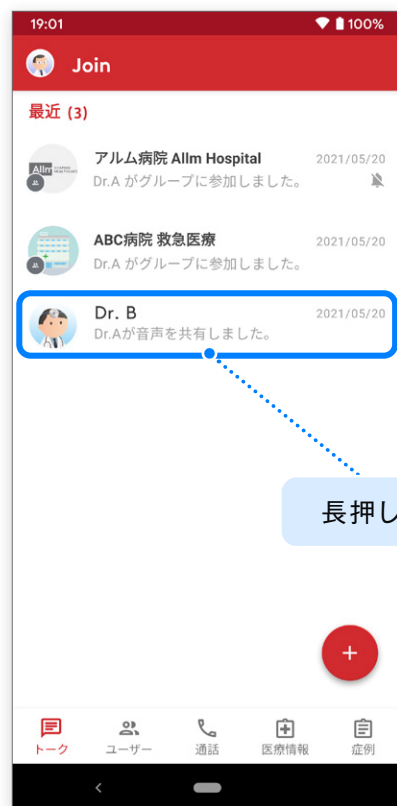 19:01
100%
Join
最近 (3)
アルム病院 Allm Hospital
2021/05/20
Dr.A がグループに参加しました。
Allm
ABC病院 救急医療
2021/05/20
Dr.A がグループに参加しました。
Dr. B
2021/05/20
Dr.Aが音声を共有しました。
長押し
トーク
ユーザー
通話
医療情報
症例